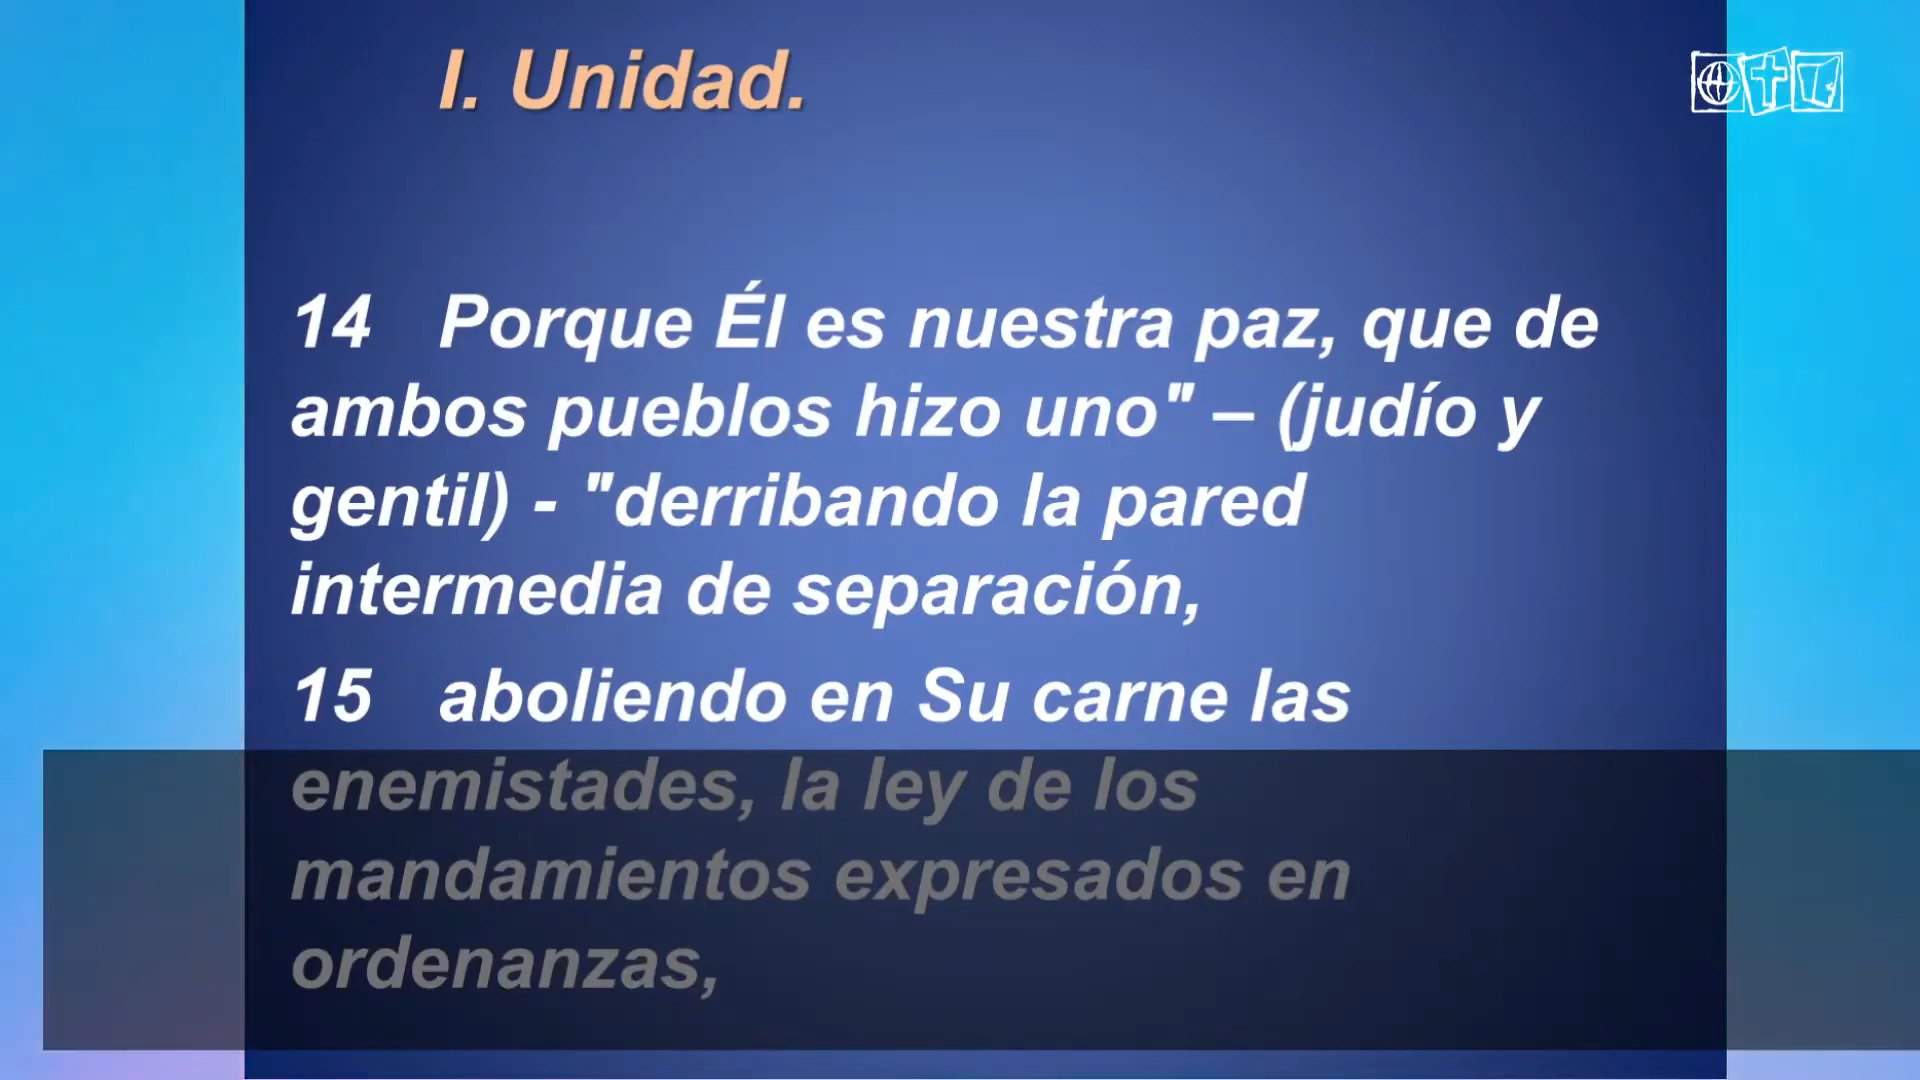 I. Unidad.
14 Porque Él es nuestra paz, que de
ambos pueblos hizo uno" – (judío y
gentil) - "derribando la pared
intermedia de separación,
15 aboliendo en Su carne las
enemistades, la ley de los
mandamientos expresados en
ordenanzas,